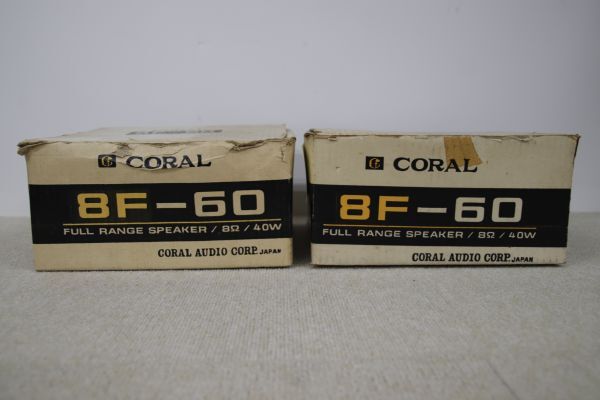 CORAL
8F-60
FULL RANGE SPEAKER / 8Ω / 40W
CORAL AUDIO CORP. JAPAN
CORAL
8F-60
FULL RANGE SPEAKER / 8Ω / 40W
CORAL AUDIO CORP. JAPAN